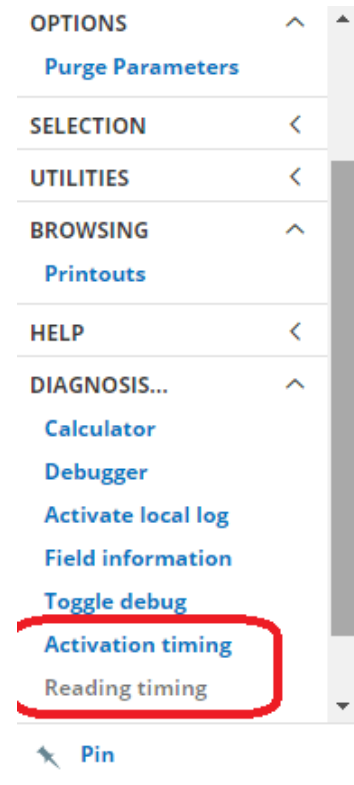 OPTIONS
Purge Parameters
SELECTION
UTILITIES
BROWSING
Printouts
HELP
DIAGNOSIS...
Calculator
Debugger
Activate local log
Field information
Toggle debug
Activation timing
Reading timing
Pin